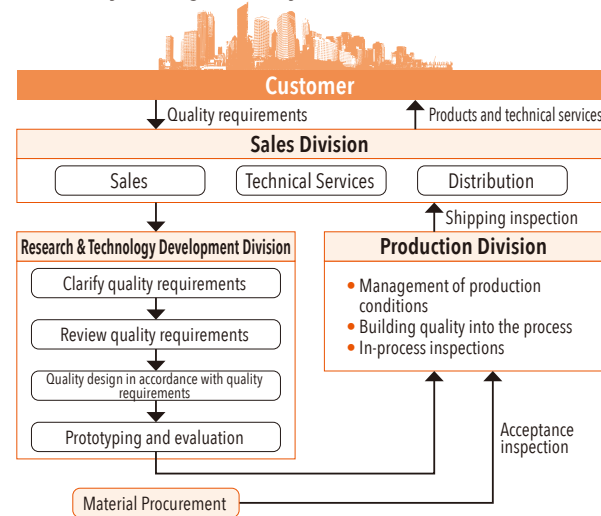 Customer
Quality requirements
Products and technical services
Sales Division
Sales
Technical Services
Distribution
Shipping inspection
Research & Technology Development Division
Clarify quality requirements
Review quality requirements
Quality design in accordance with quality
requirements
Prototyping and evaluation
Production Division
• Management of production
conditions
• Building quality into the process
• In-process inspections
Acceptance
inspection
Material Procurement